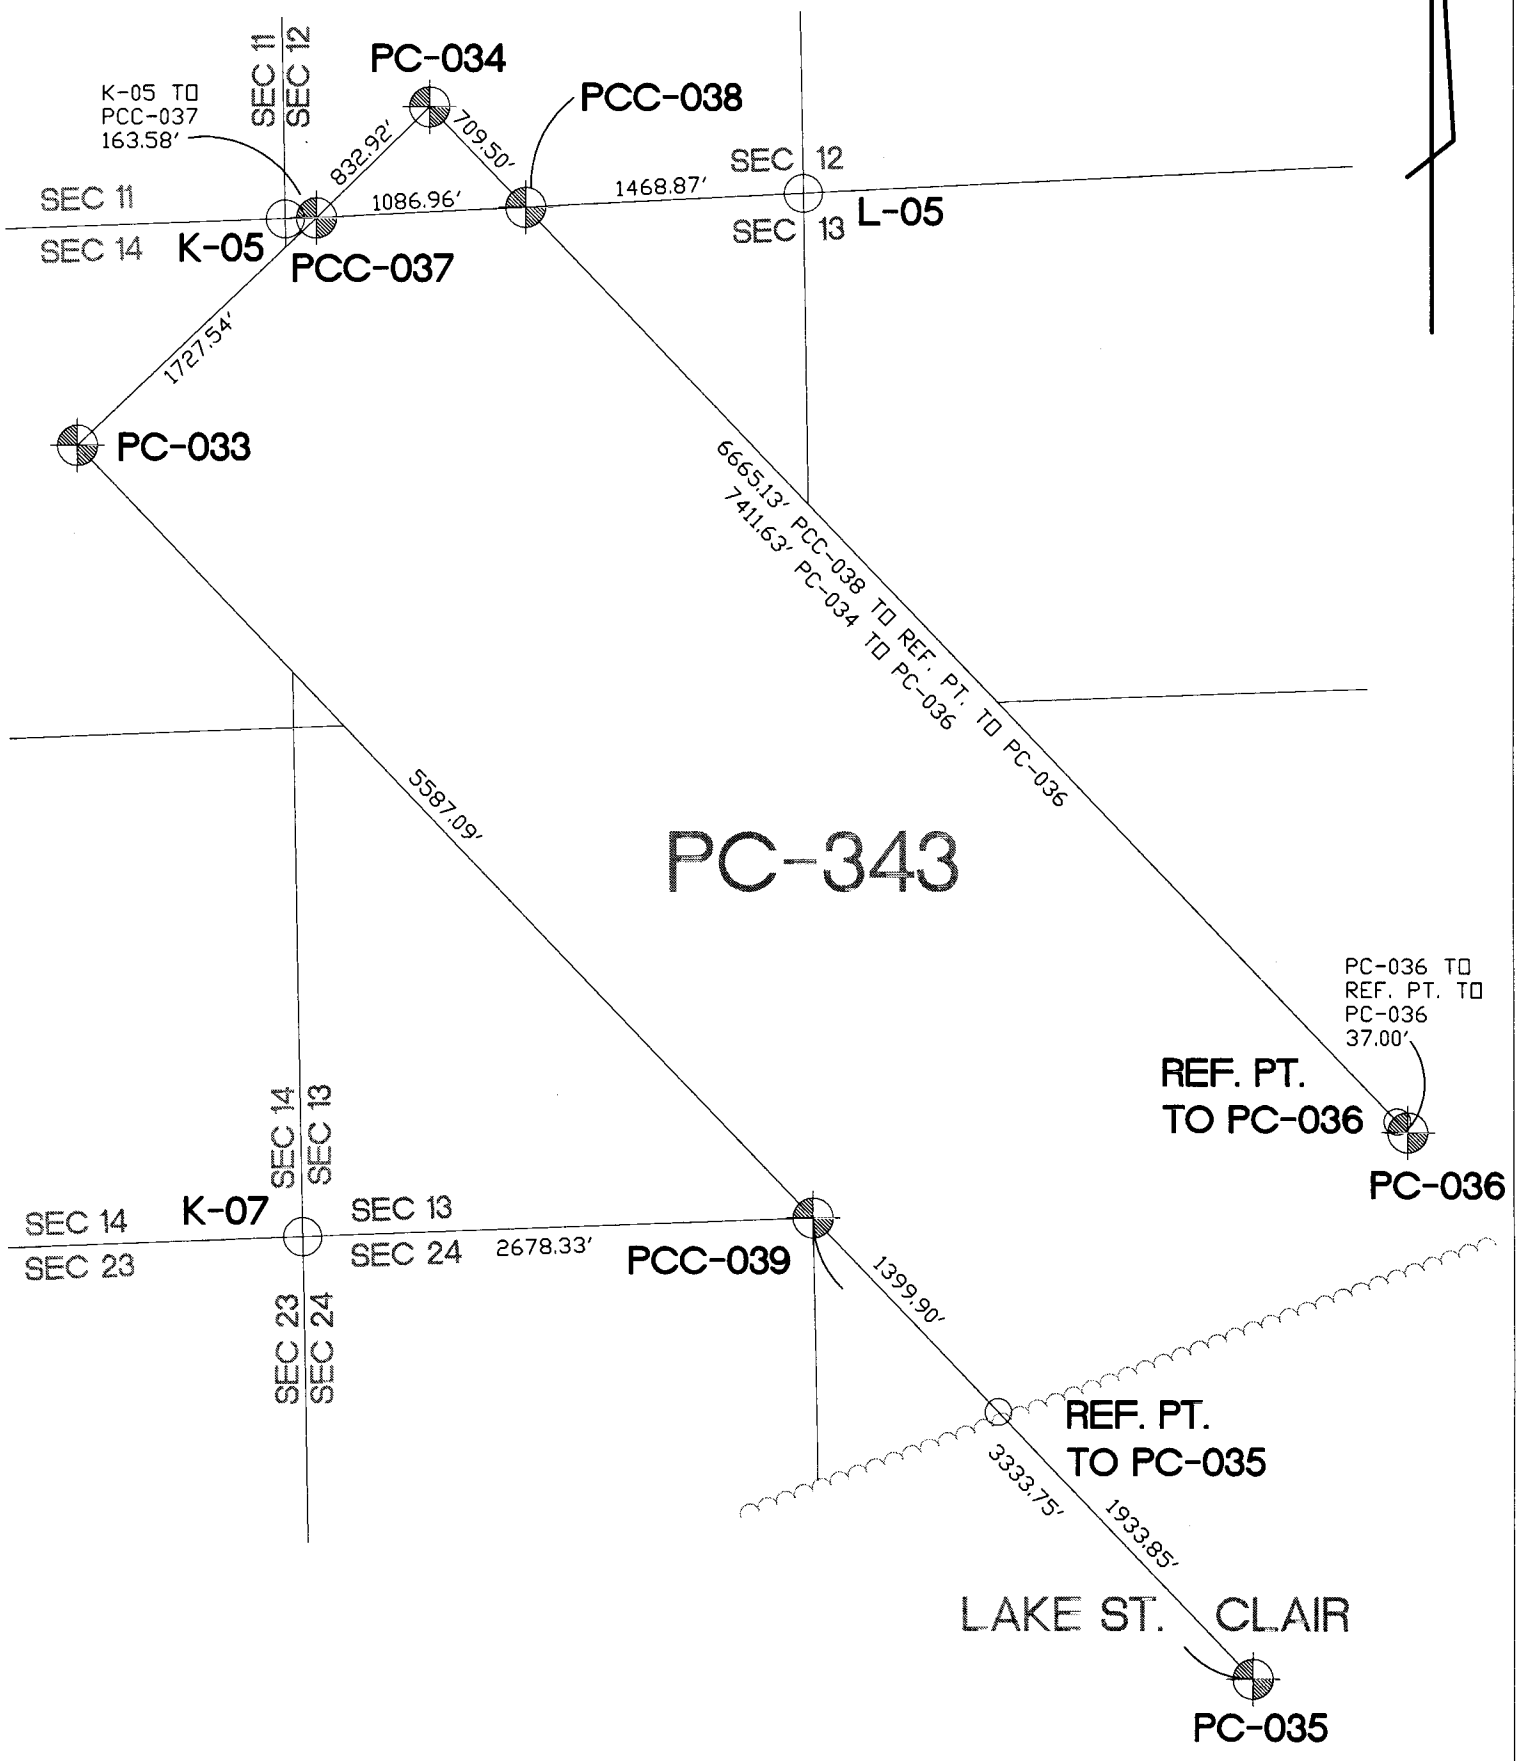 SEC 11
SEC 12
PC-034
K-05 TO
PCC-037
163.58'
PCC-038
832.92'
709.50'
SEC 12
SEC 11
1086.96'
1468.87'
L-05
SEC 14
K-05
SEC 13
PCC-037
1727.54'
PC-033
6665.13' PCC-038 TO REF. PT. TO PC-036
7411.63' PC-034 TO PC-036
5587.09'
PC-343
PC-036 TO
REF. PT. TO
PC-036
37.00'
REF. PT.
TO PC-036
PC-036
SEC 14
SEC 13
K-07
SEC 14
SEC 13
SEC 23
SEC 24
2678.33'
PCC-039
SEC 23
SEC 24
1399.90'
REF. PT.
TO PC-035
3333.75'
1933.85'
LAKE ST. CLAIR
PC-035